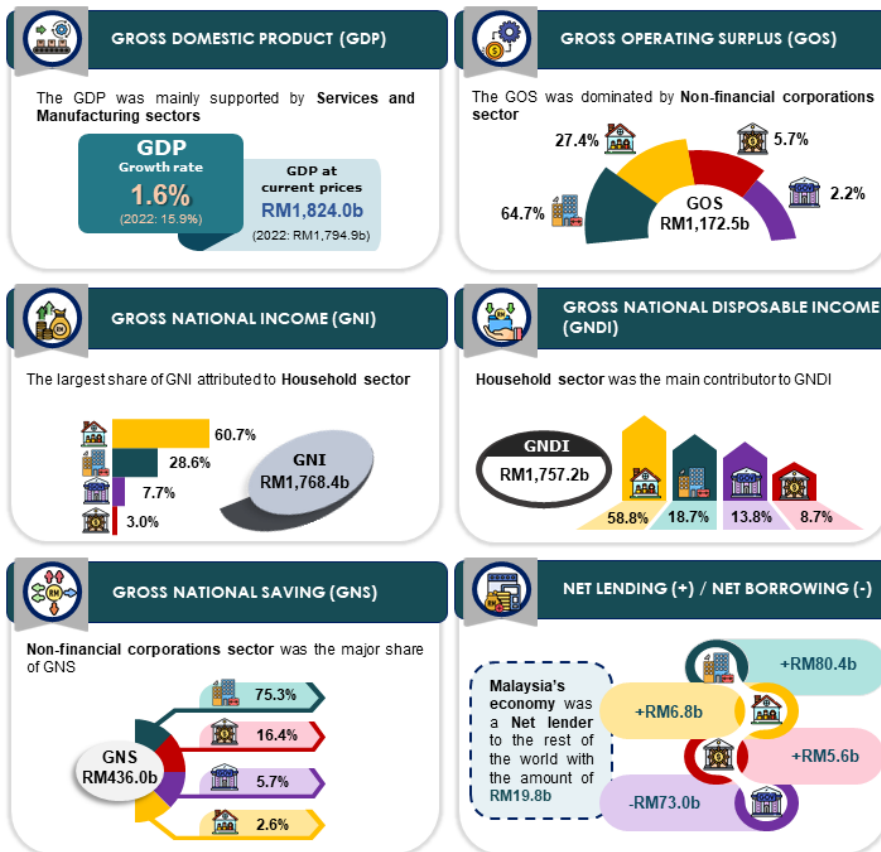 GROSS DOMESTIC PRODUCT (GDP)
The GDP was mainly supported by Services and
Manufacturing sectors
GDP
Growth rate
1.6%
(2022: 15.9%)
GDP at
current prices
RM1,824.0b
(2022: RM1,794.9b)
GROSS OPERATING SURPLUS (GOS)
The GOS was dominated by Non-financial corporations
sector
27.4%
5.7%
64.7%
2.2%
GOS
RM1,172.5b
GROSS NATIONAL INCOME (GNI)
The largest share of GNI attributed to Household sector
60.7%
28.6%
7.7%
3.0%
GNI
RM1,768.4b
GROSS NATIONAL DISPOSABLE INCOME
(GNDI)
Household sector was the main contributor to GNDI
GNDI
RM1,757.2b
58.8%
18.7%
13.8%
8.7%
GROSS NATIONAL SAVING (GNS)
Non-financial corporations sector was the major share
of GNS
75.3%
16.4%
5.7%
2.6%
GNS
RM436.0b
NET LENDING (+) / NET BORROWING (-)
Malaysia's
economy was
a Net lender
to the rest of
the world with
the amount of
RM19.8b
+RM80.4b
+RM6.8b
+RM5.6b
-RM73.0b